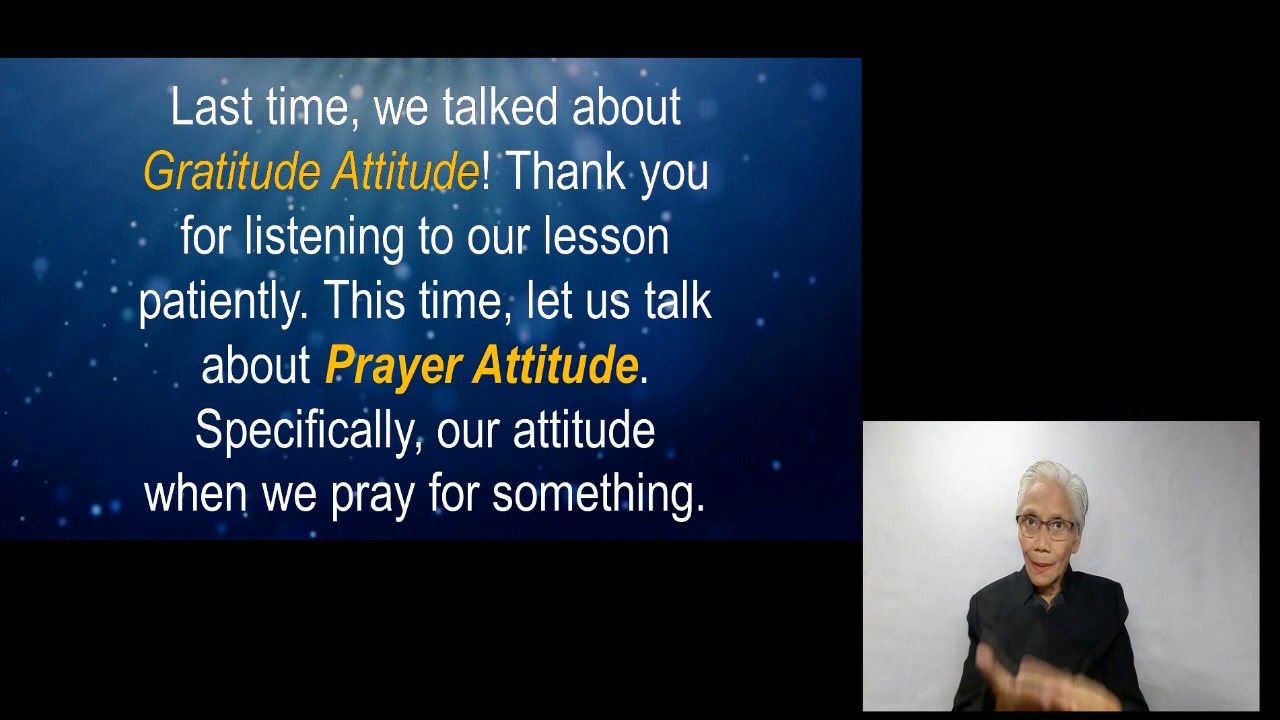 Last time, we talked about
Gratitude Attitude! Thank you
for listening to our lesson
patiently. This time, let us talk
about Prayer Attitude.
Specifically, our attitude
when we pray for something.